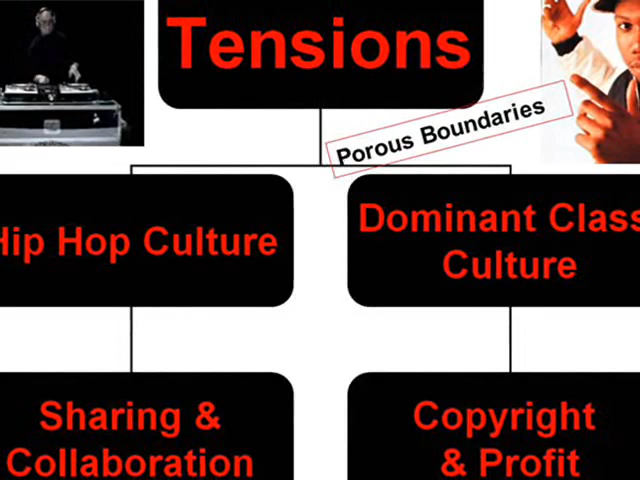 Tensions
Porous Boundaries
Hip Hop Culture
Dominant Class
Culture
Sharing &
Collaboration
Copyright
& Profit